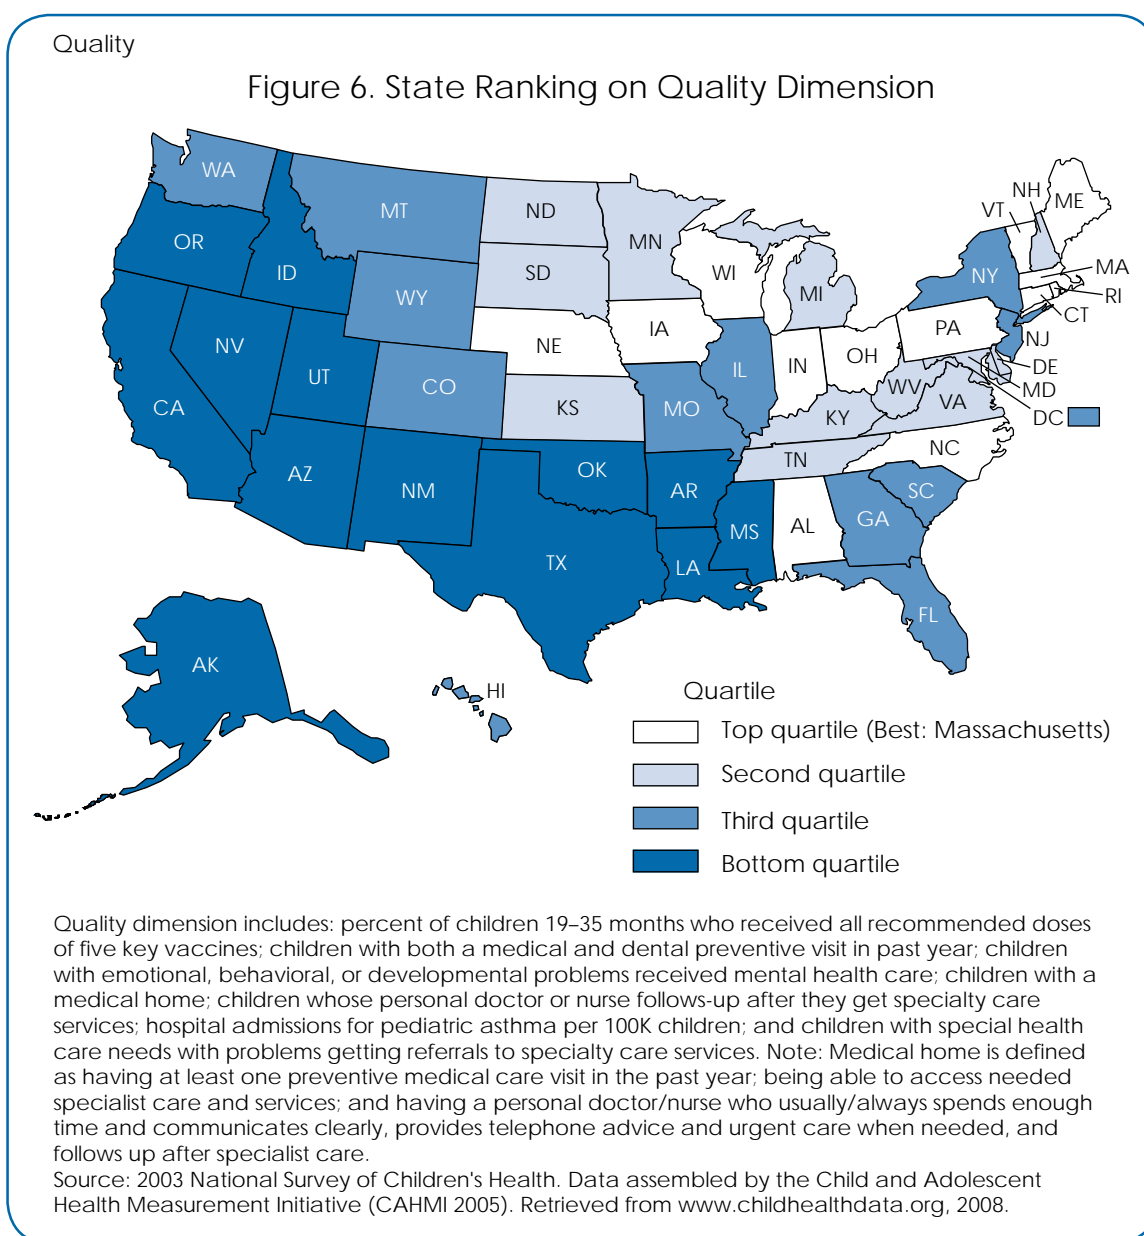 Quality
Figure 6. State Ranking on Quality Dimension
WA
MT
ND
MN
NH
ME
VT
OR
ID
SD
WI
MI
NY
MA
RI
CT
WY
IA
PA
NJ
NV
NE
OH
DE
UT
CO
IL
IN
MD
WV
VA
CA
KS
MO
KY
DC
NC
TN
AZ
NM
OK
AR
SC
MS
AL
GA
TX
LA
FL
AK
HI
Quartile
Top quartile (Best: Massachusetts)
Second quartile
Third quartile
Bottom quartile
Quality dimension includes: percent of children 19–35 months who received all recommended doses
of five key vaccines; children with both a medical and dental preventive visit in past year; children
with emotional, behavioral, or developmental problems received mental health care; children with a
medical home; children whose personal doctor or nurse follows-up after they get specialty care
services; hospital admissions for pediatric asthma per 100K children; and children with special health
care needs with problems getting referrals to specialty care services. Note: Medical home is defined
as having at least one preventive medical care visit in the past year; being able to access needed
specialist care and services; and having a personal doctor/nurse who usually/always spends enough
time and communicates clearly, provides telephone advice and urgent care when needed, and
follows up after specialist care.
Source: 2003 National Survey of Children's Health. Data assembled by the Child and Adolescent
Health Measurement Initiative (CAHMI 2005). Retrieved from www.childhealthdata.org, 2008.